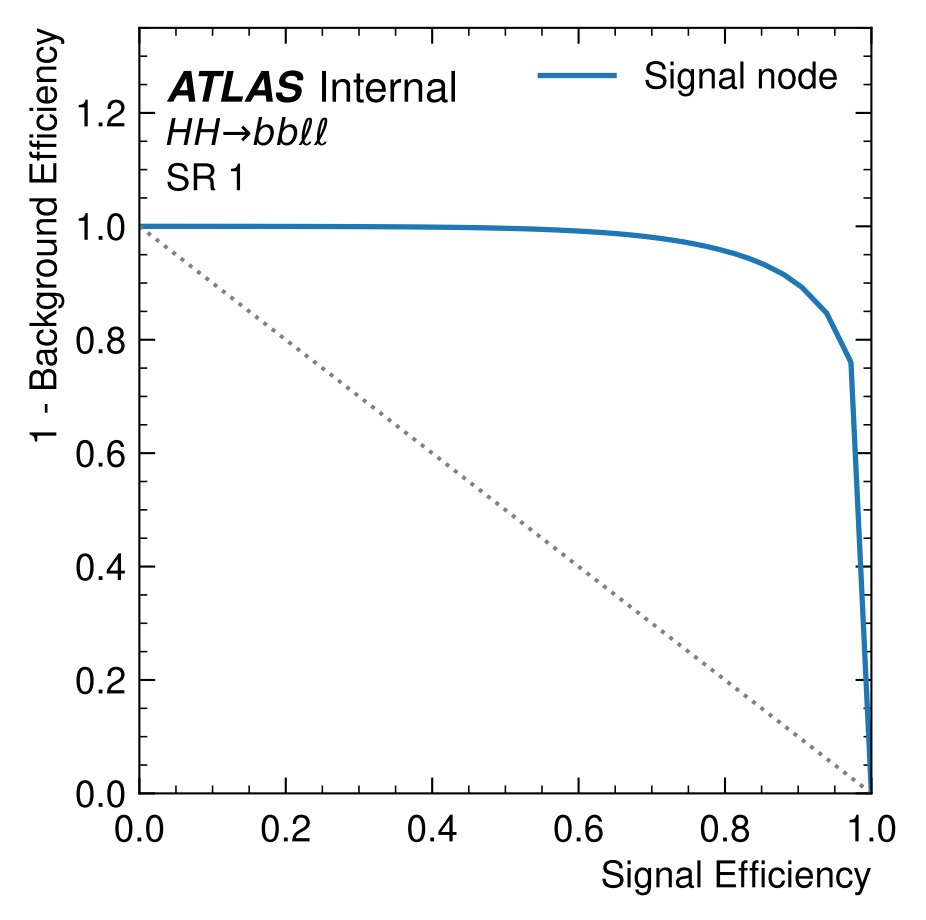 1 - Background Efficiency
ATLAS Internal
HH→bbℓℓ
SR 1
Signal node
1.2
1.0
0.8
0.6
0.4
0.2
0.0
0.0 0.2 0.4 0.6 0.8 1.0
Signal Efficiency